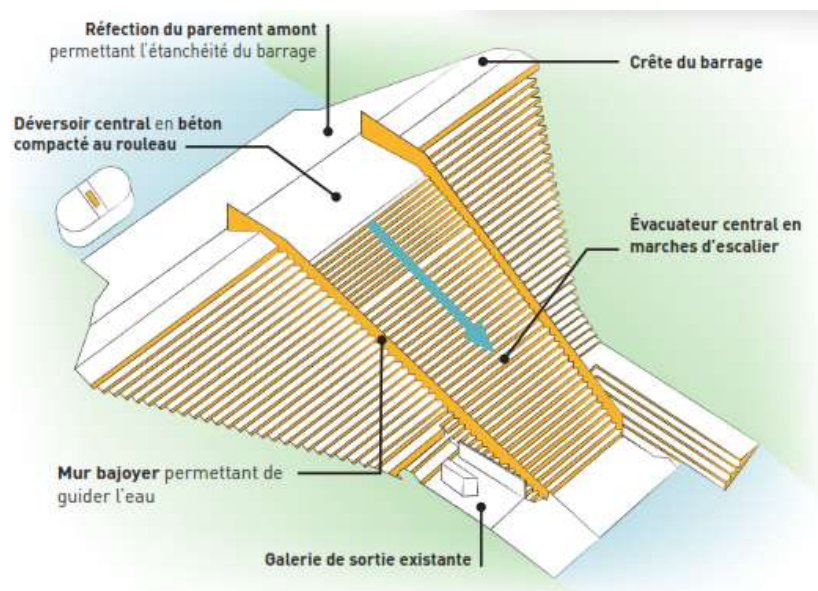 Réfection du parement amont
permettant l'étanchéité du barrage
Crête du barrage
Déversoir central en béton
compacté au rouleau
Évacuateur central en
marches d'escalier
Mur bajoyer permettant de
guider l'eau
Galerie de sortie existante